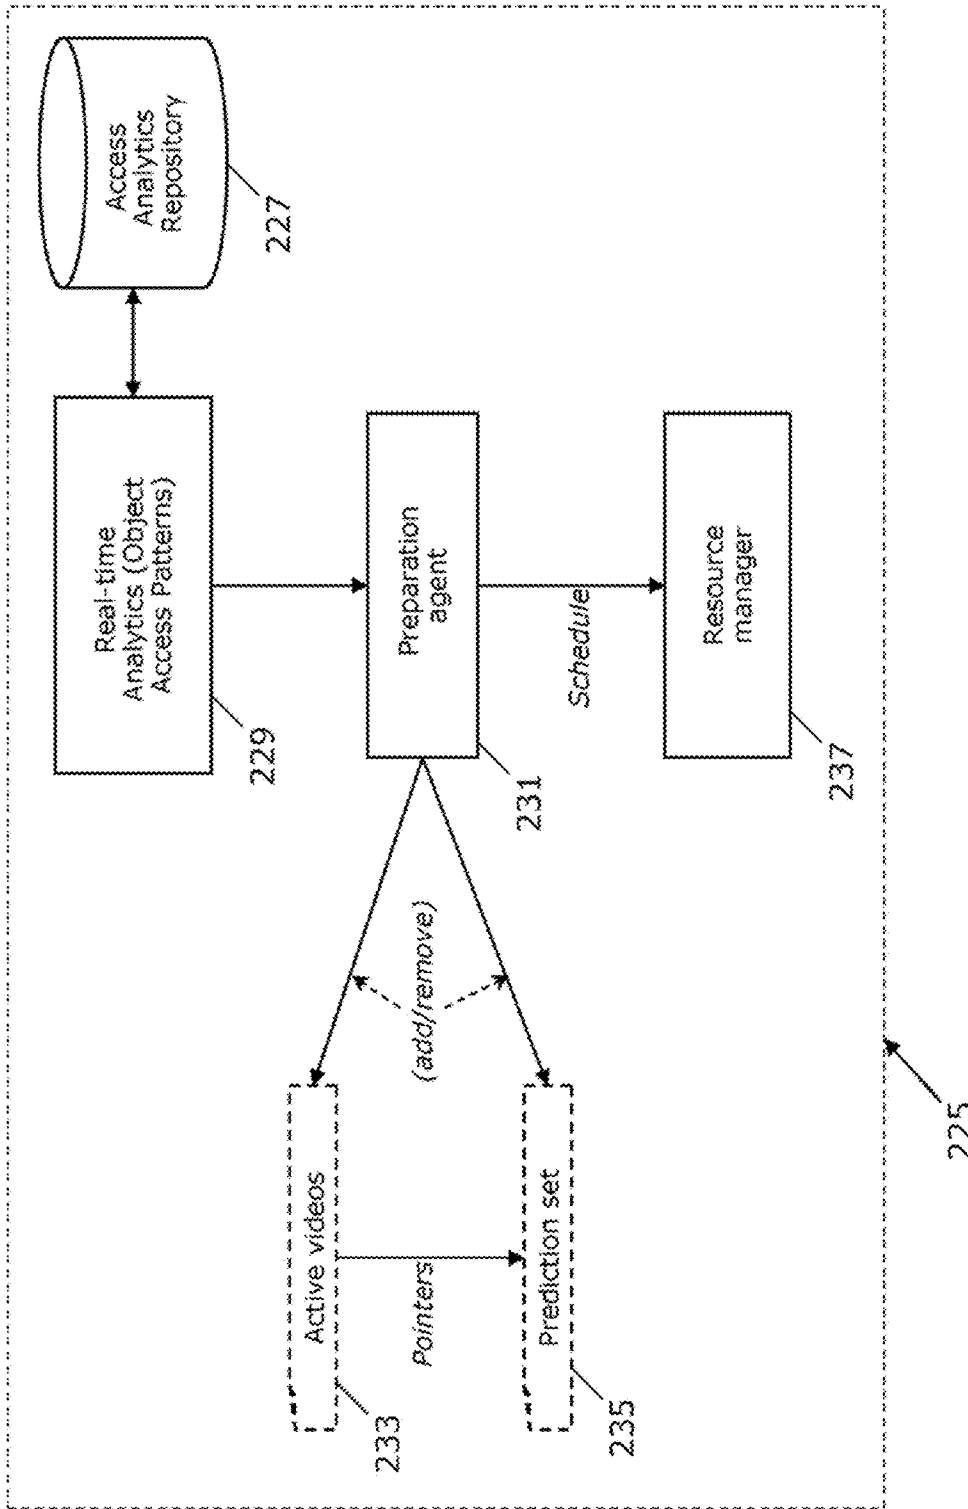 Access
Analytics
Repository
227
Real-time
Analytics (Object
Access Patterns)
229
Preparation
agent
231
Schedule
Resource
manager
237
(add/remove)
Active videos
233
Pointers
Prediction set
235
225